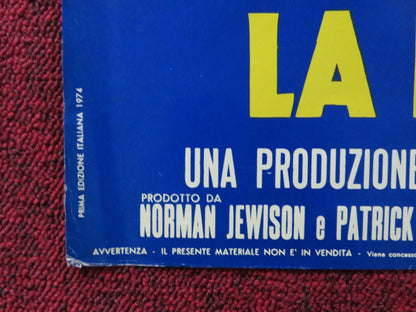 LA
UNA PRODUZIONE
PRODOTTO DA
NORMAN JEWISON e PATRICK
AVVERTENZA - IL PRESENTE MATERIALE NON E' IN VENDITA - Viene concesso
PRIMA EDIZIONE ITALIANA 1974